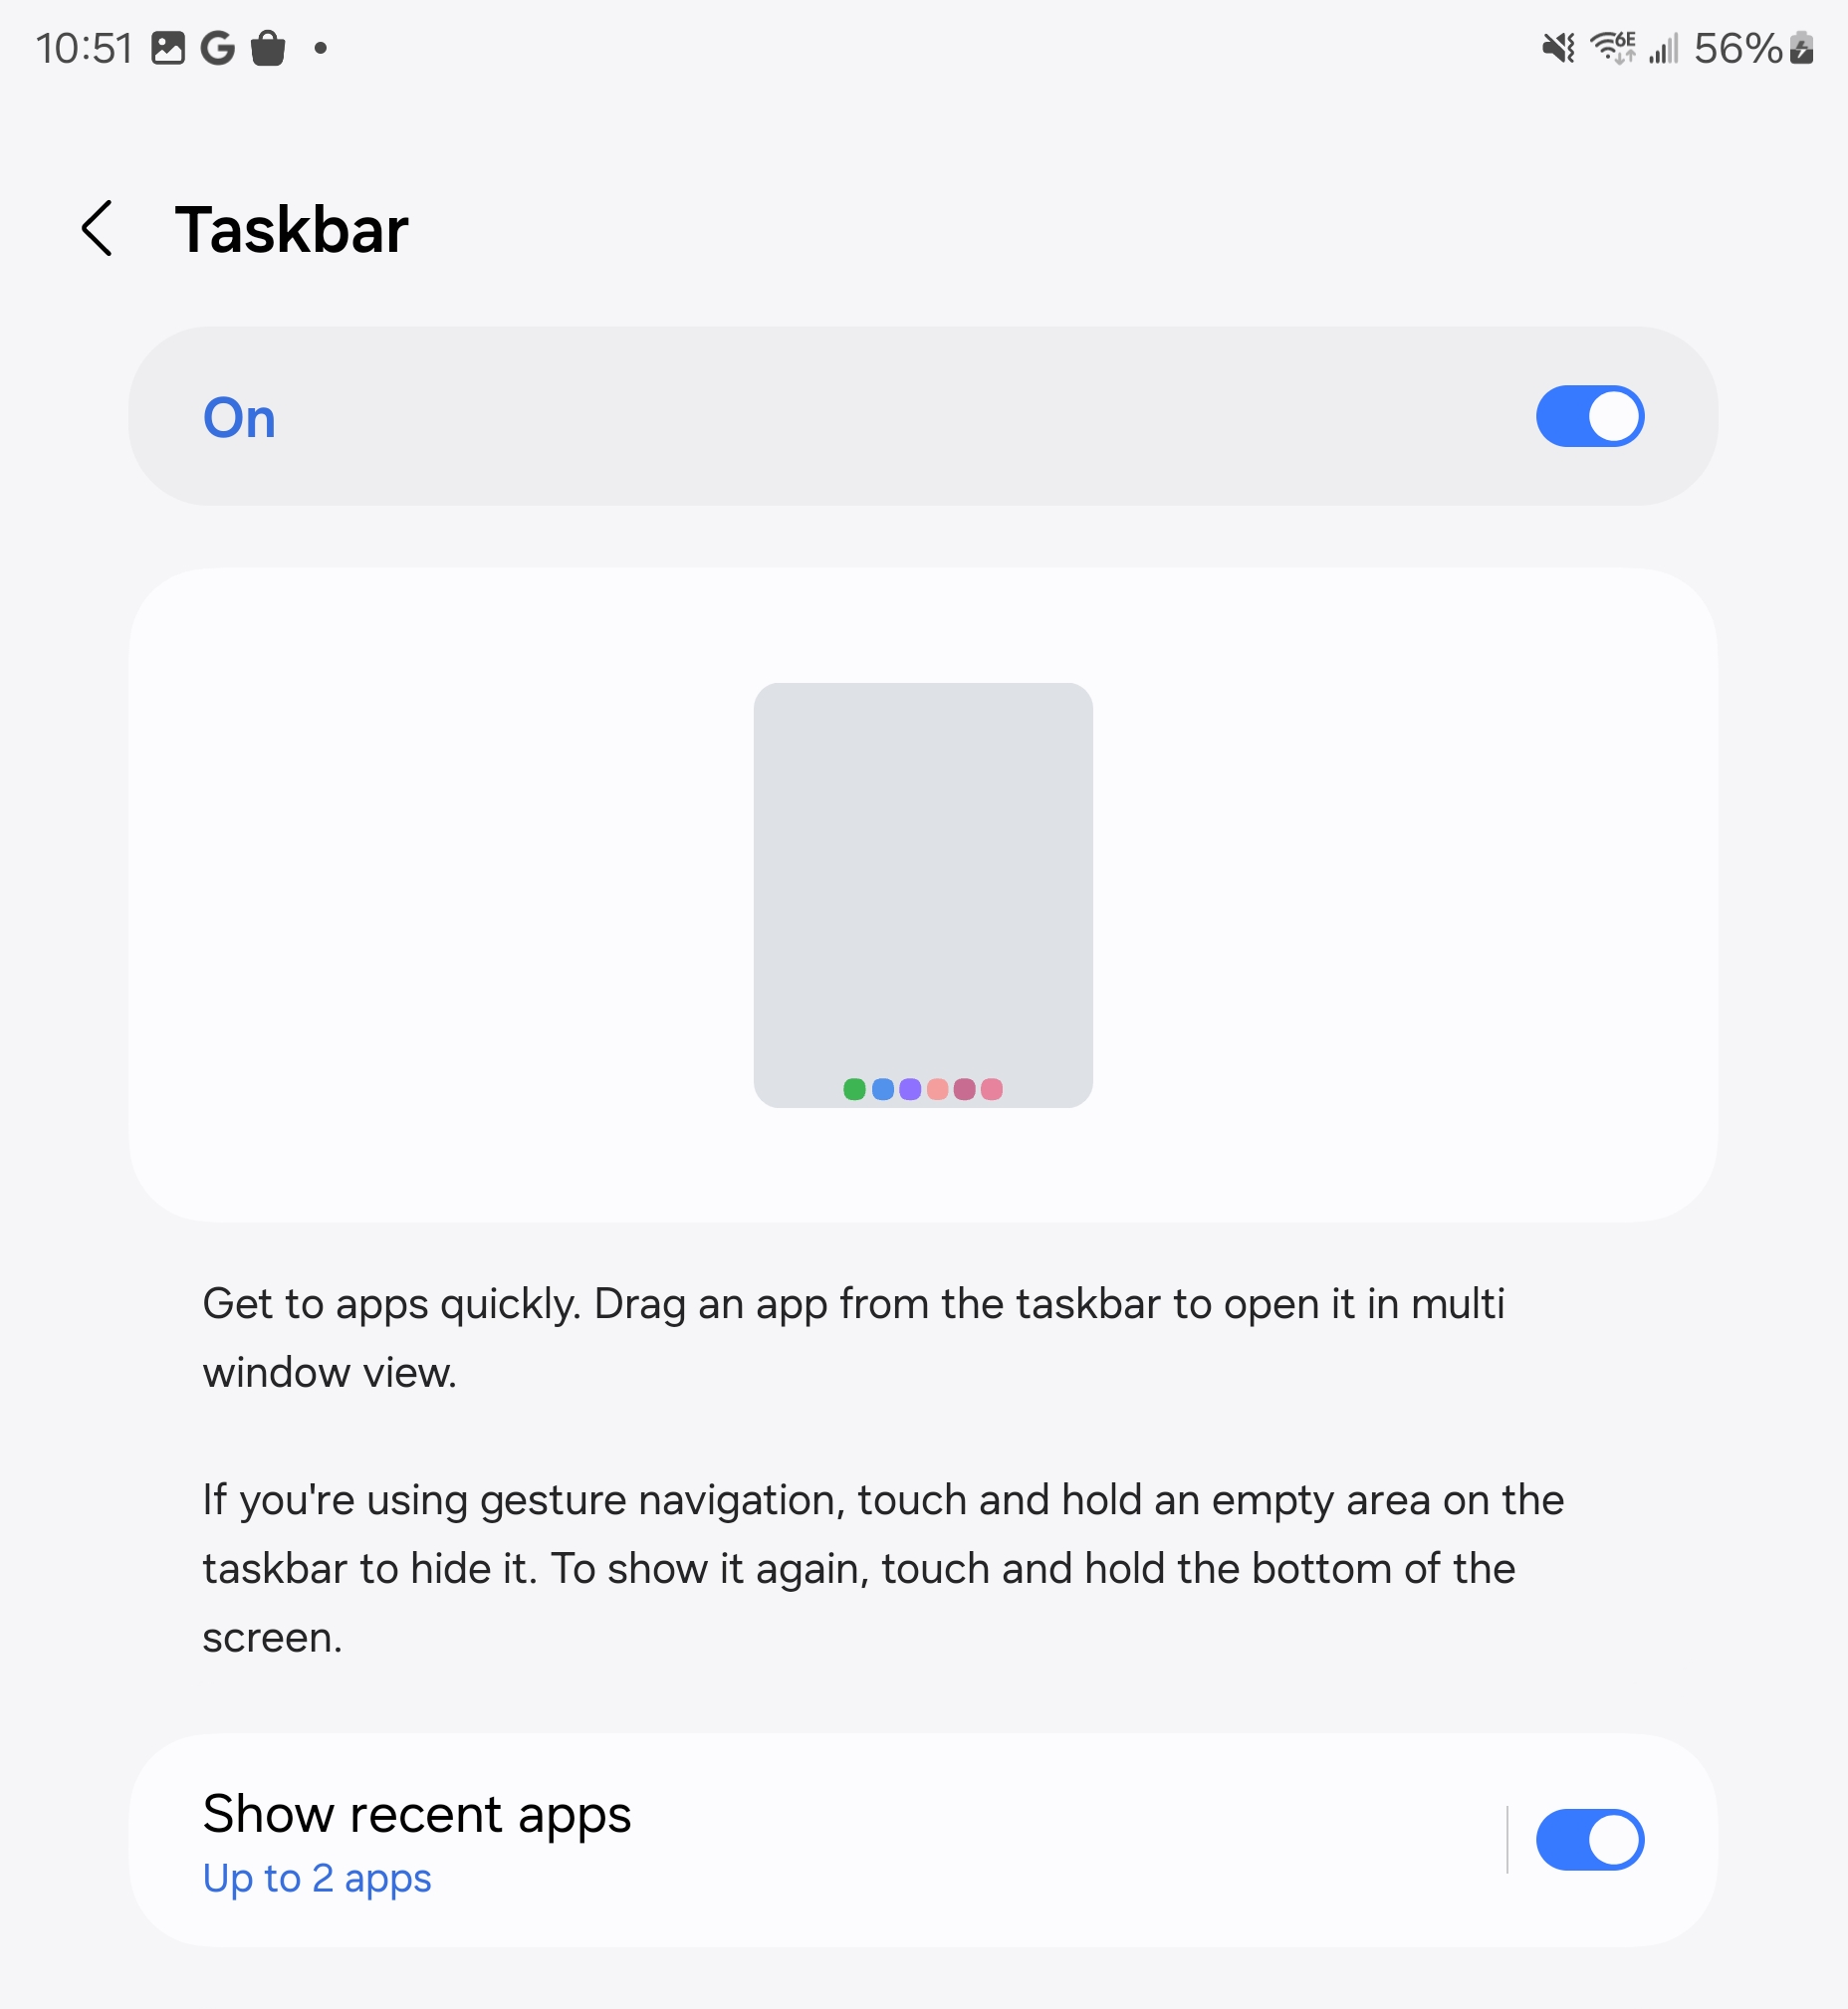 10:51 G 6E 56%
Taskbar
On
Get to apps quickly. Drag an app from the taskbar to open it in multi
window view.
If you're using gesture navigation, touch and hold an empty area on the
taskbar to hide it. To show it again, touch and hold the bottom of the
screen.
Show recent apps
Up to 2 apps